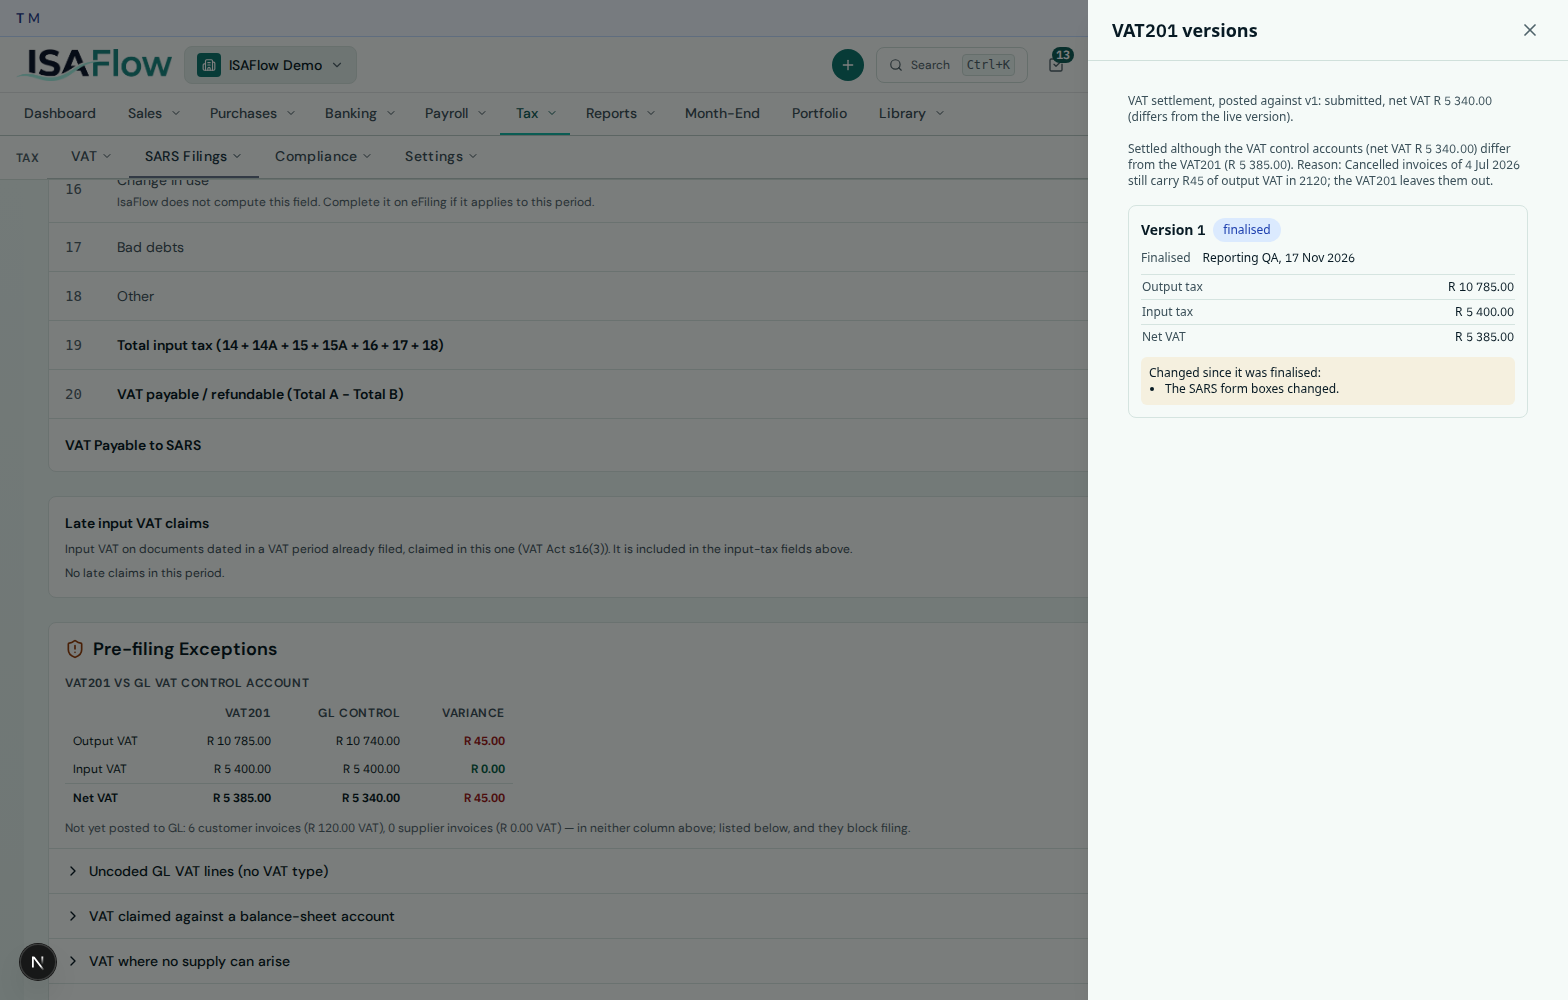 TM
ISAFlow
ISAFlow Demo
Search Ctrl+K
13
Dashboard Sales Purchases Banking Payroll Tax Reports Month-End Portfolio Library
TAX VAT SARS Filings Compliance Settings
16 Change in use
IsaFlow does not compute this field. Complete it on eFiling if it applies to this period.
17 Bad debts
18 Other
19 Total input tax (14 + 14A + 15 + 15A + 16 + 17 + 18)
20 VAT payable / refundable (Total A - Total B)
VAT Payable to SARS
Late input VAT claims
Input VAT on documents dated in a VAT period already filed, claimed in this one (VAT Act s16(3)). It is included in the input-tax fields above.
No late claims in this period.
Pre-filing Exceptions
VAT201 VS GL VAT CONTROL ACCOUNT
VAT201 GL CONTROL VARIANCE
Output VAT R 10 785.00 R 10 740.00 R 45.00
Input VAT R 5 400.00 R 5 400.00 R 0.00
Net VAT R 5 385.00 R 5 340.00 R 45.00
Not yet posted to GL: 6 customer invoices (R 120.00 VAT), 0 supplier invoices (R 0.00 VAT) — in neither column above; listed below, and they block filing.
Uncoded GL VAT lines (no VAT type)
VAT claimed against a balance-sheet account
VAT where no supply can arise
N
VAT201 versions
VAT settlement, posted against v1: submitted, net VAT R 5 340.00
(differs from the live version).
Settled although the VAT control accounts (net VAT R 5 340.00) differ
from the VAT201 (R 5 385.00). Reason: Cancelled invoices of 4 Jul 2026
still carry R45 of output VAT in 2120; the VAT201 leaves them out.
Version 1 finalised
Finalised Reporting QA, 17 Nov 2026
Output tax R 10 785.00
Input tax R 5 400.00
Net VAT R 5 385.00
Changed since it was finalised:
• The SARS form boxes changed.